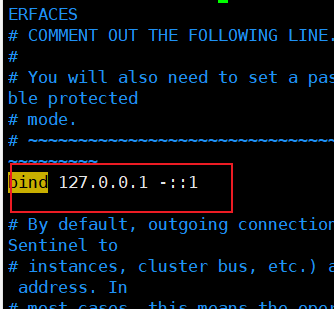 ERFACES
# COMMENT OUT THE FOLLOWING LINE.
#
# You will also need to set a pas
ble protected
# mode.
# ~~~~~~~~~~~~~~~~~~~~~~~~~~~~~~~
~~~~~~~~~
bind 127.0.0.1 -::1
# By default, outgoing connection
Sentinel to
# instances, cluster bus, etc.) a
address. In
# most cases, this means the oper